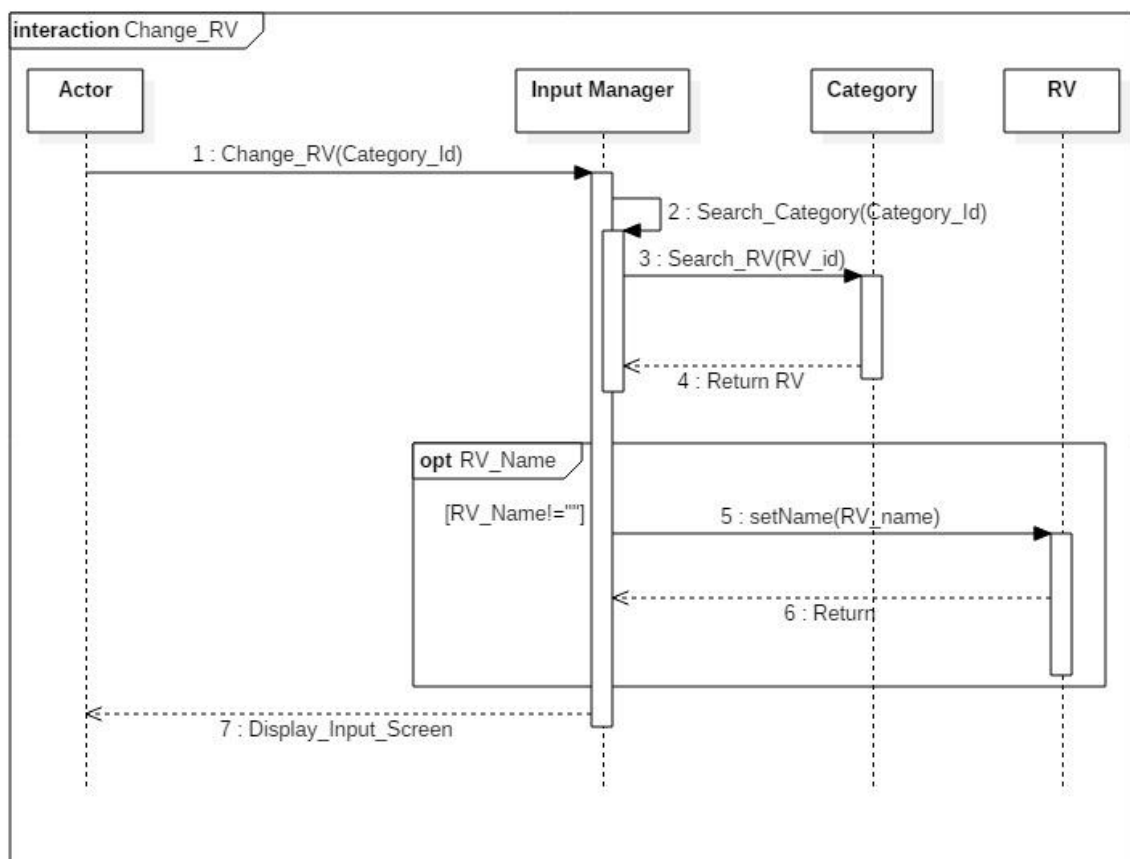 interaction Change_RV
Actor
Input Manager
Category
RV
1 : Change_RV(Category_Id)
2 : Search_Category(Category_Id)
3 : Search_RV(RV_id)
4 : Return RV
opt RV_Name
[RV_Name!=""]
5 : setName(RV_name)
6 : Return
7 : Display_Input_Screen